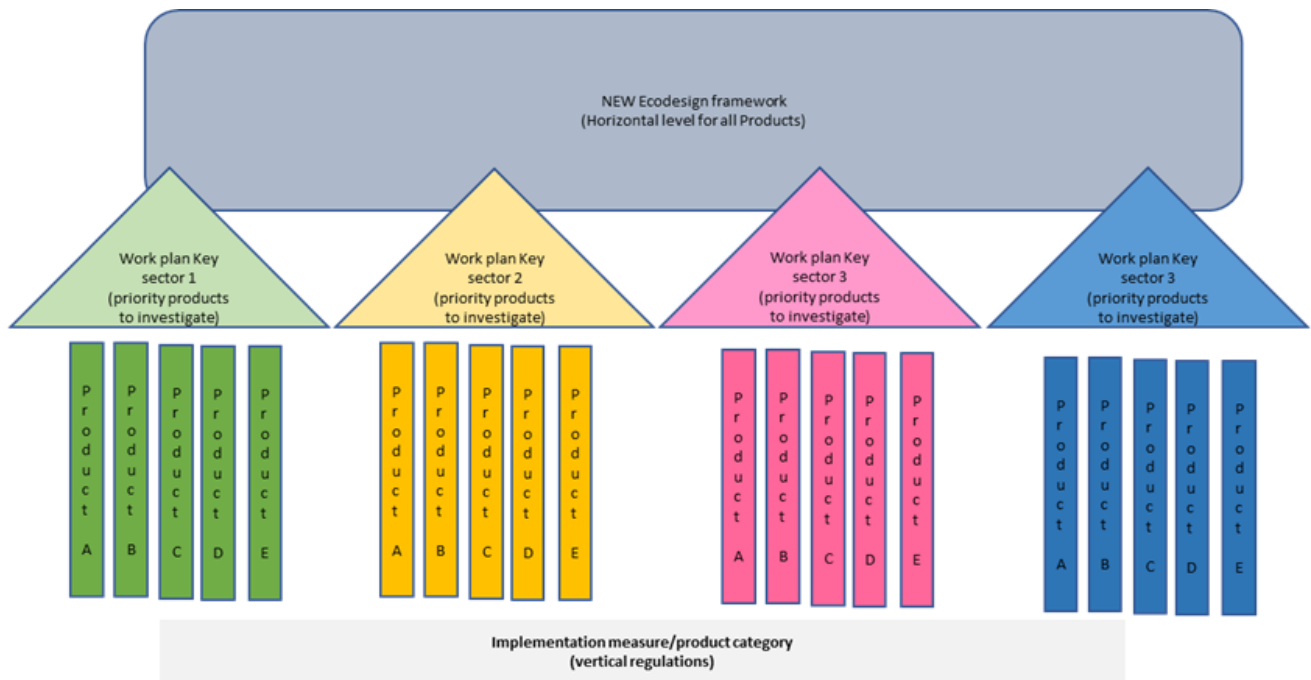 NEW Ecodesign framework
(Horizontal level for all Products)
Work plan Key
sector 1
(priority products
to investigate)
Work plan Key
sector 2
(priority products
to investigate)
Work plan Key
sector 3
(priority products
to investigate)
Work plan Key
sector 3
(priority products
to investigate)
Product A
Product B
Product C
Product D
Product E
Product A
Product B
Product C
Product D
Product E
Product A
Product B
Product C
Product D
Product E
Product A
Product B
Product C
Product D
Product E
Implementation measure/product category
(vertical regulations)